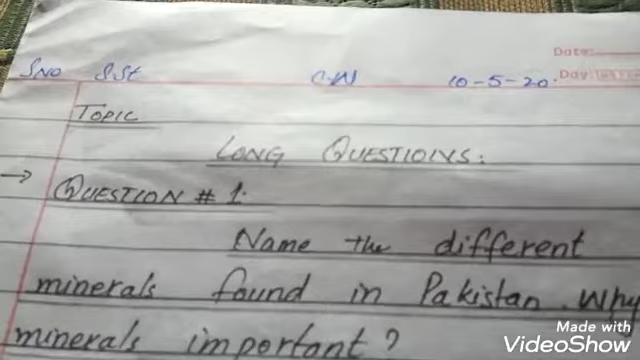 Date:
SNO S.St C.W 10-5-20. Day:
TOPIC
LONG QUESTIONS:
→ QUESTION # 1.
Name the different
minerals found in Pakistan. Why
minerals important?
Made with
VideoShow